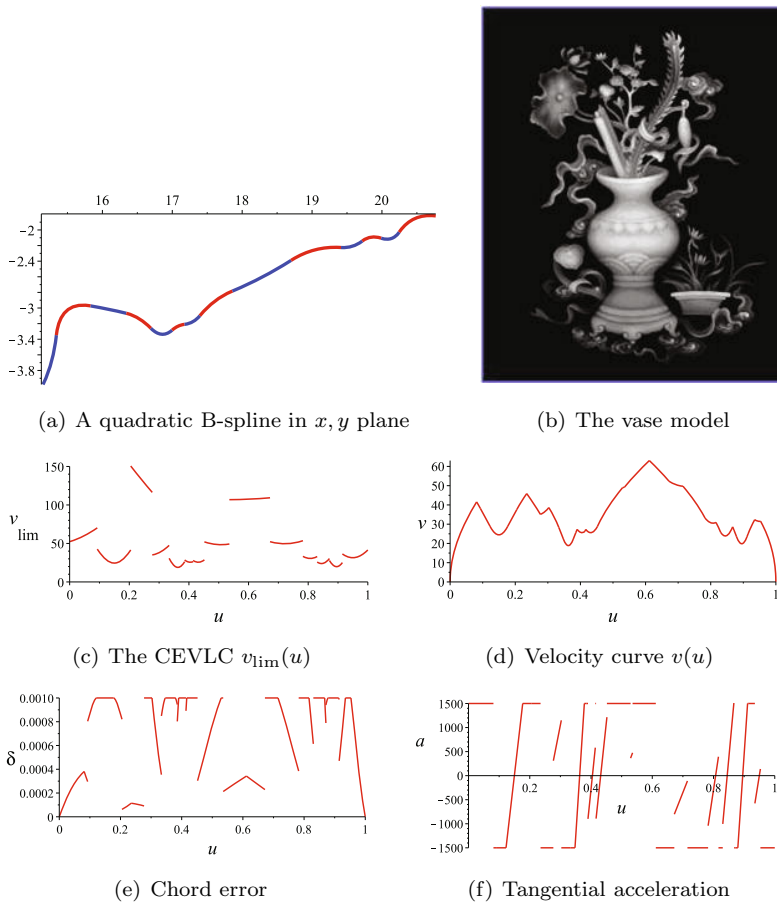 16 17 18 19 20
−2
−2.4
−3
−3.4
−3.8
(a) A quadratic B-spline in x, y plane
(b) The vase model
150
100
v lim
50
0
0 0.2 0.4 0.6 0.8 1
u
(c) The CEVLC v_lim(u)
60
50
40
v 30
20
10
0
0 0.2 0.4 0.6 0.8 1
u
(d) Velocity curve v(u)
0.0010
0.0008
0.0006
δ
0.0004
0.0002
0
0 0.2 0.4 0.6 0.8 1
u
(e) Chord error
1500
a 1000
500
0
0.2 0.4 0.6 0.8 1
u
−500
−1000
−1500
(f) Tangential acceleration